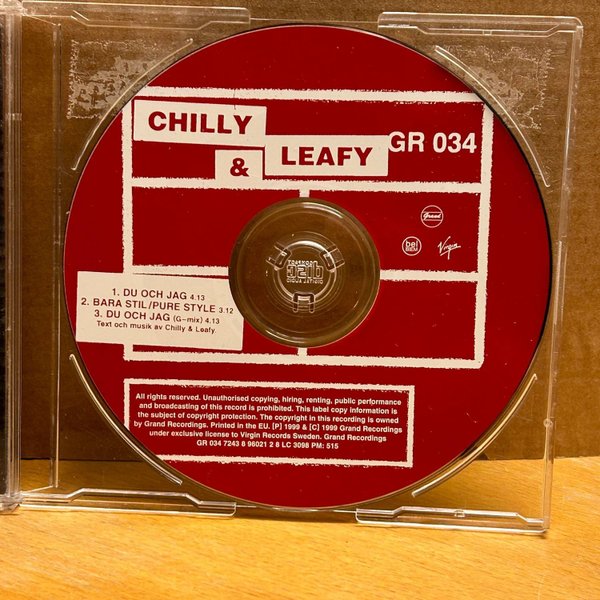 CHILLY
& LEAFY
GR 034
Grand
bel
BIEM
Virgin
1. DU OCH JAG 4.13
2. BARA STIL/PURE STYLE 3.12
3. DU OCH JAG (G-mix) 4.13
Text och musik av Chilly & Leafy.
All rights reserved. Unauthorised copying, hiring, renting, public performance
and broadcasting of this record is prohibited. This label copy information is
the subject of copyright protection. The copyright in this recording is owned
by Grand Recordings. Printed in the EU. [P] 1999 & [C] 1999 Grand Recordings
under exclusive license to Virgin Records Sweden. Grand Recordings
GR 034 7243 8 96021 2 8 LC 3098 PM: 515